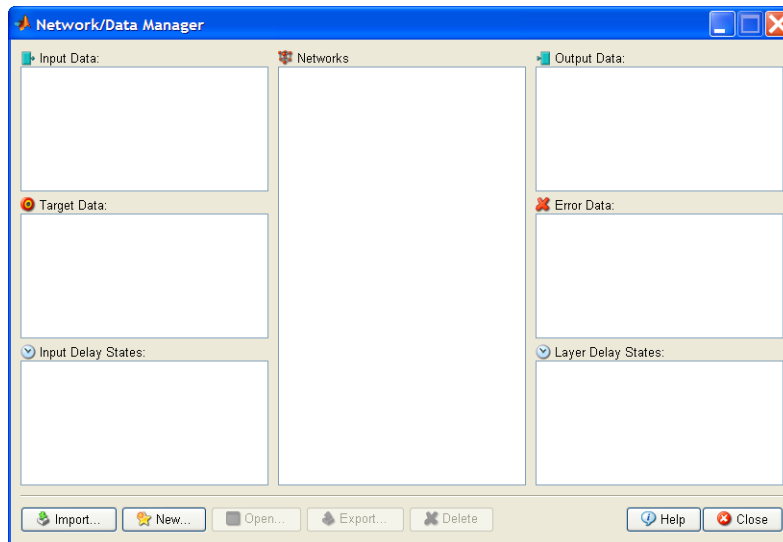 Network/Data Manager
Input Data:
Networks
Output Data:
Target Data:
Error Data:
Input Delay States:
Layer Delay States:
Import... New... Open... Export... Delete Help Close